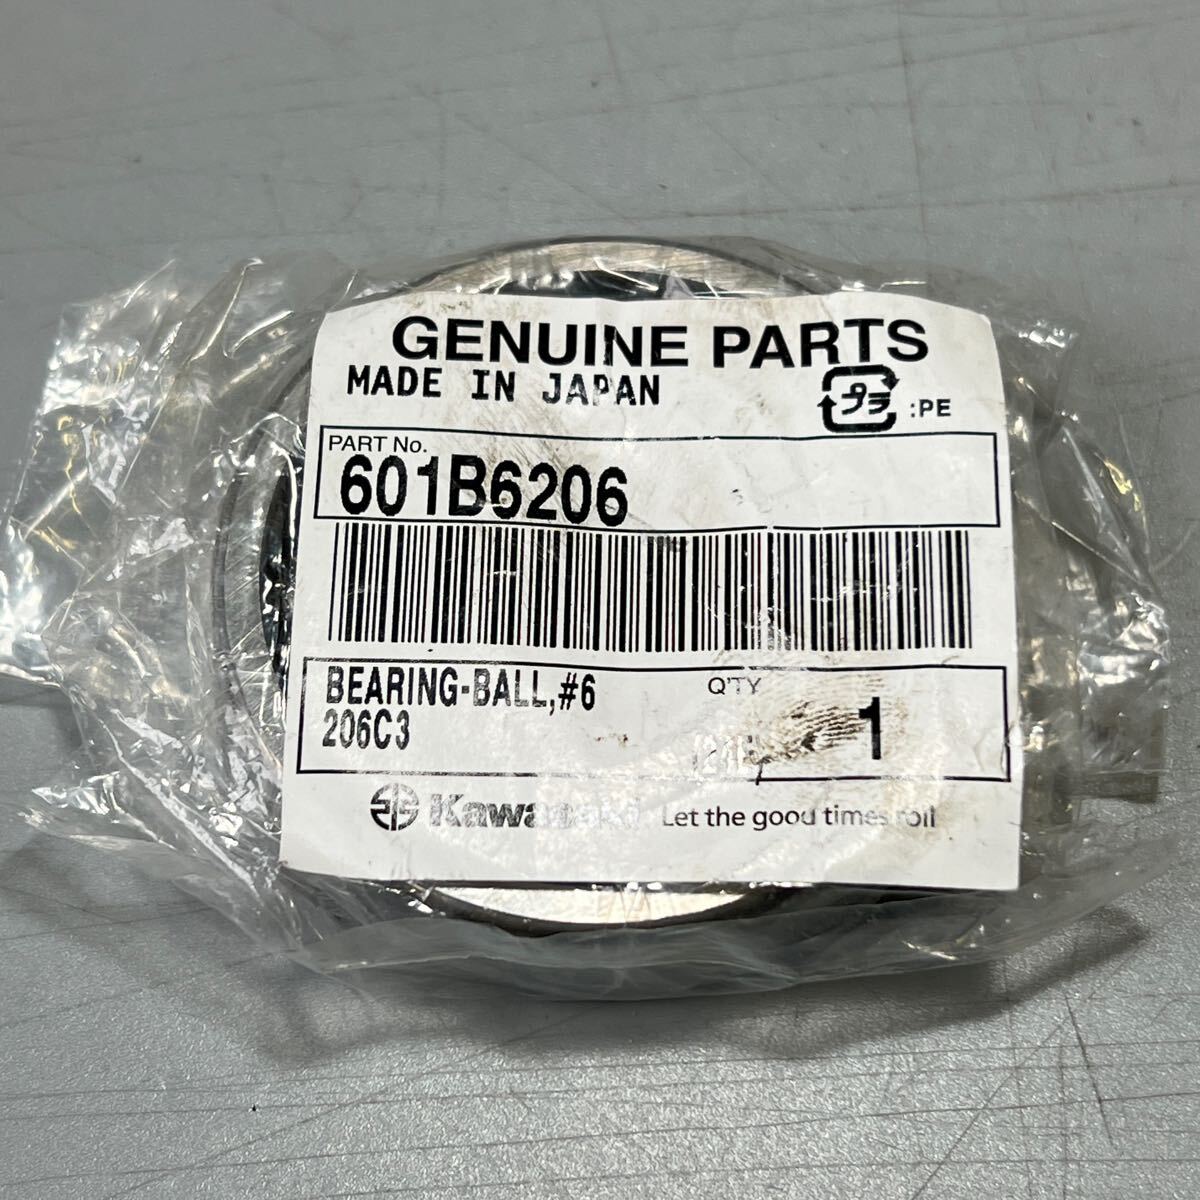 GENUINE PARTS
MADE IN JAPAN
プラ :PE
PART No.
601B6206
BEARING-BALL,#6
206C3
Q'TY
1
Kawasaki Let the good times roll